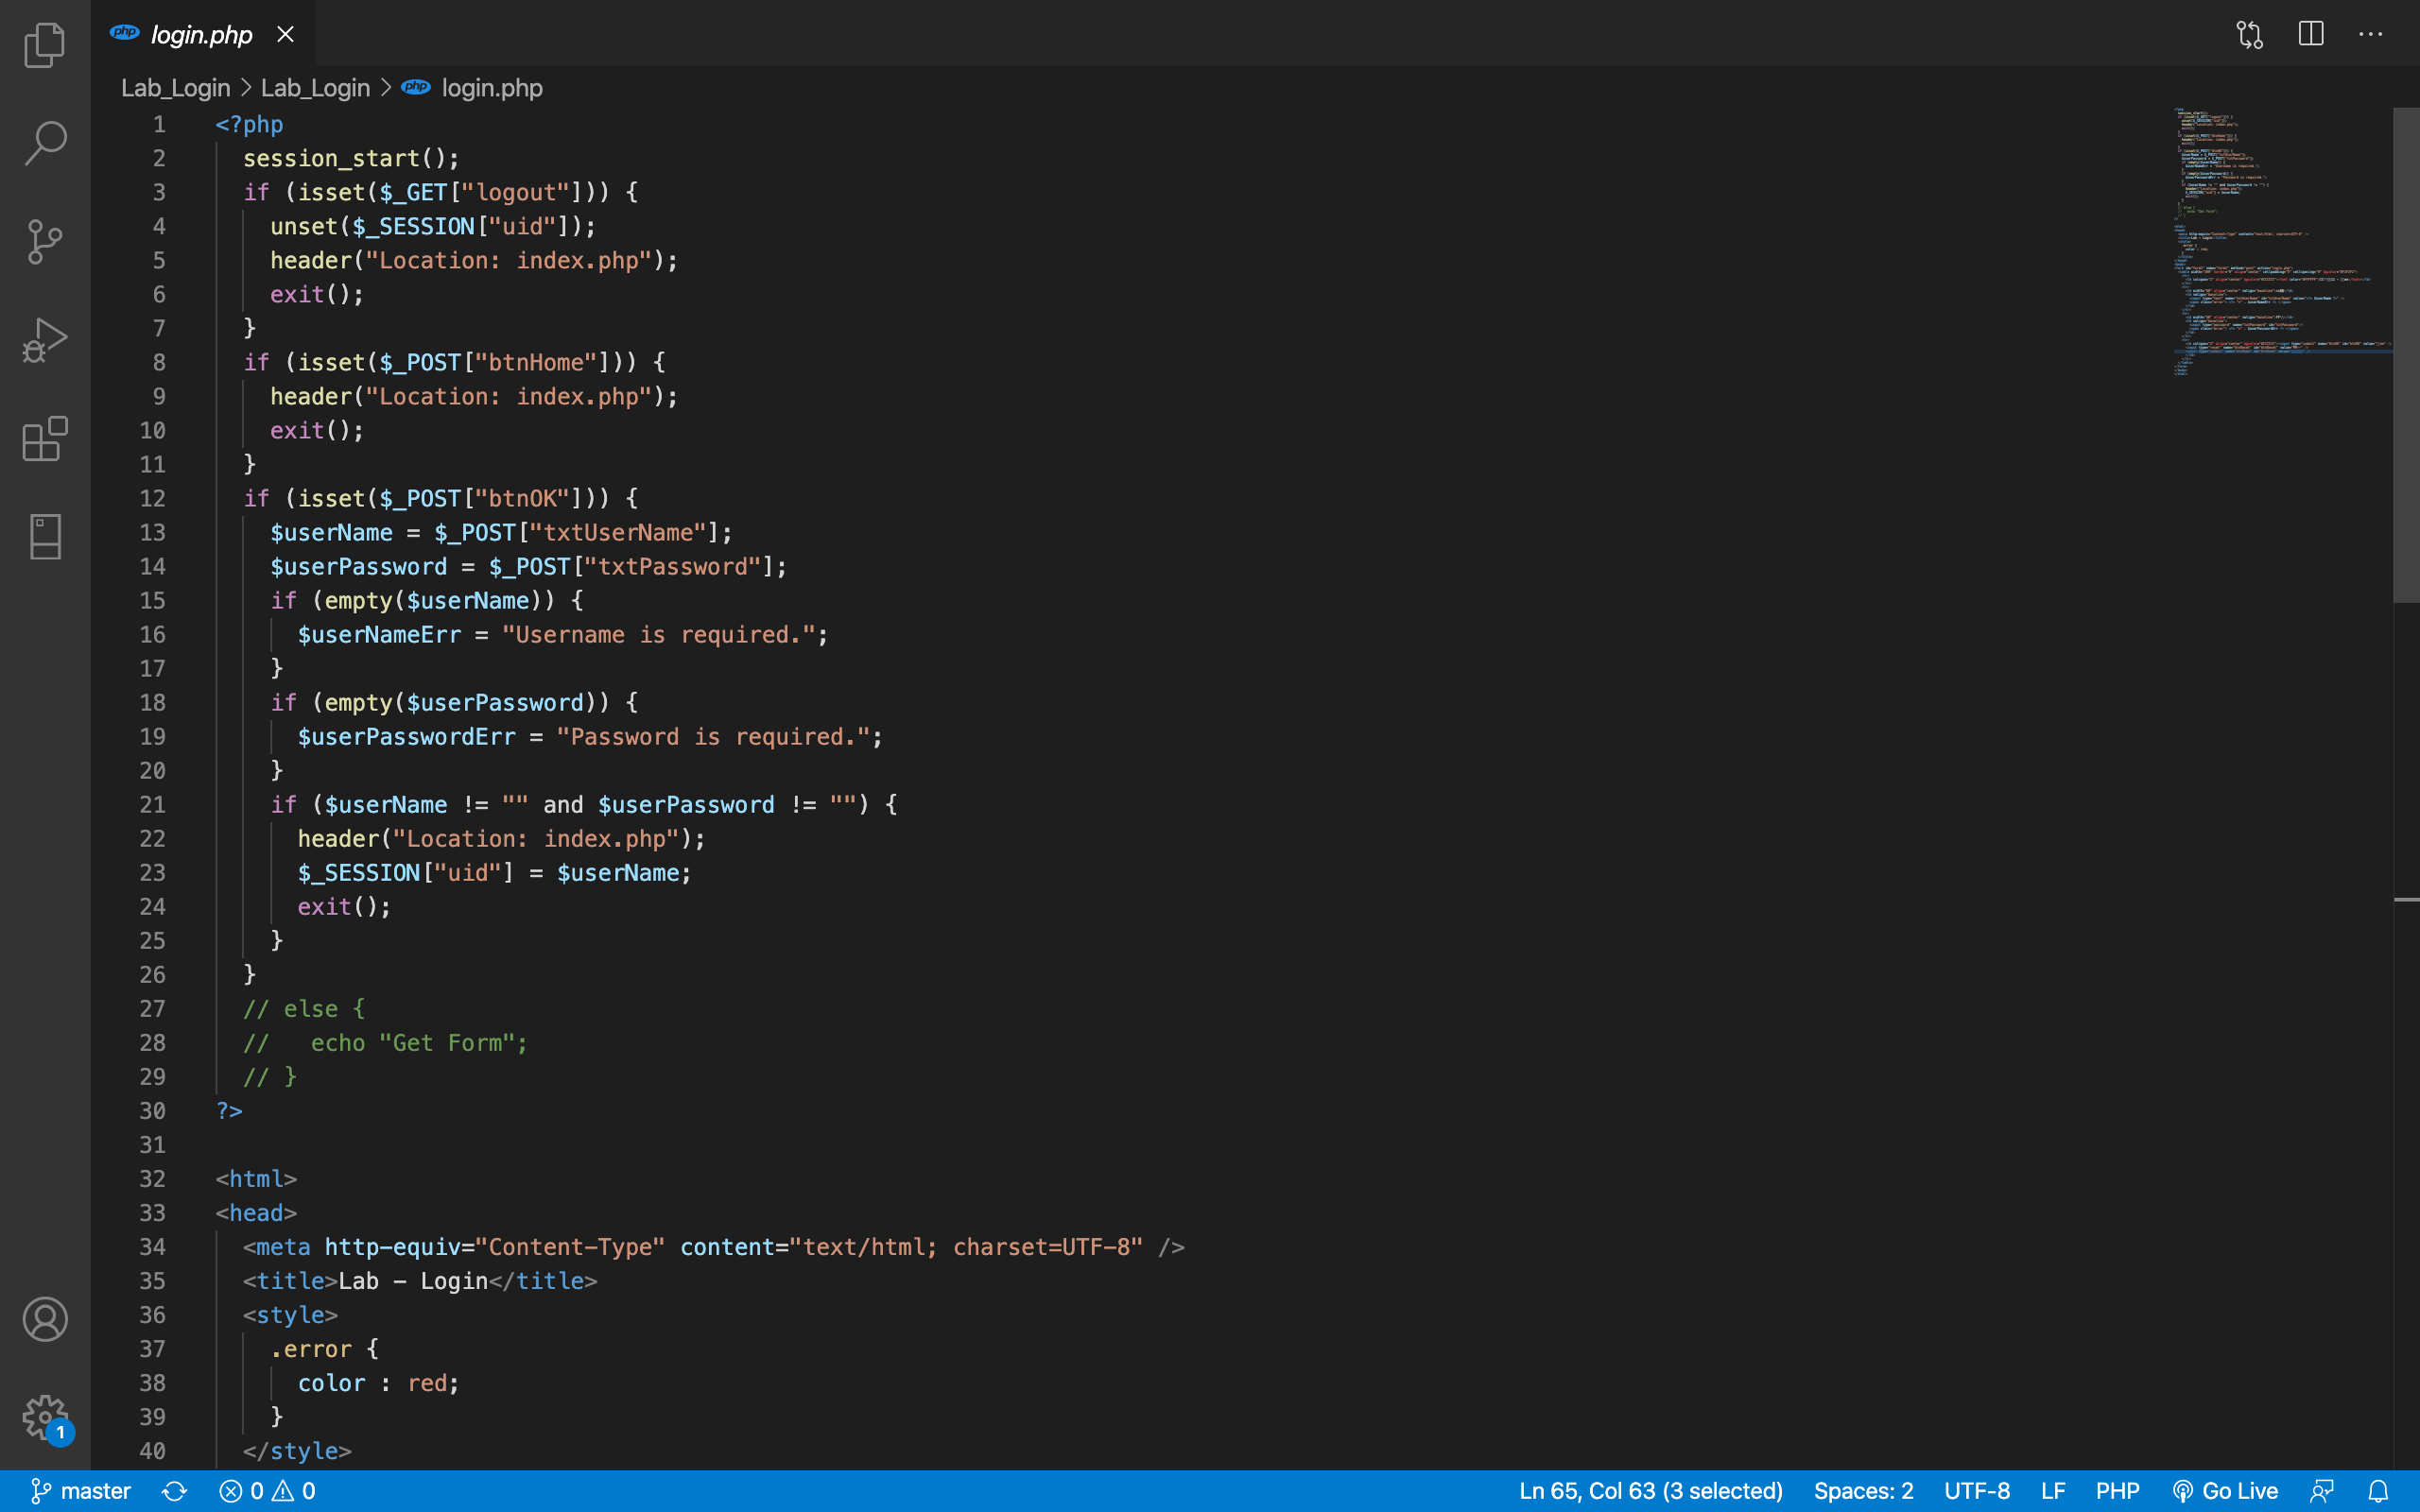 php login.php
Lab_Login > Lab_Login > php login.php
1 <?php
2   session_start();
3   if (isset($_GET["logout"])) {
4     unset($_SESSION["uid"]);
5     header("Location: index.php");
6     exit();
7   }
8   if (isset($_POST["btnHome"])) {
9     header("Location: index.php");
10     exit();
11   }
12   if (isset($_POST["btnOK"])) {
13     $userName = $_POST["txtUserName"];
14     $userPassword = $_POST["txtPassword"];
15     if (empty($userName)) {
16       $userNameErr = "Username is required.";
17     }
18     if (empty($userPassword)) {
19       $userPasswordErr = "Password is required.";
20     }
21     if ($userName != "" and $userPassword != "") {
22       header("Location: index.php");
23       $_SESSION["uid"] = $userName;
24       exit();
25     }
26   }
27   // else {
28   //   echo "Get Form";
29   // }
30 ?>
31
32 <html>
33 <head>
34   <meta http-equiv="Content-Type" content="text/html; charset=UTF-8" />
35   <title>Lab - Login</title>
36   <style>
37     .error {
38       color : red;
39     }
40   </style>
1
master 0 0 Ln 65, Col 63 (3 selected) Spaces: 2 UTF-8 LF PHP Go Live